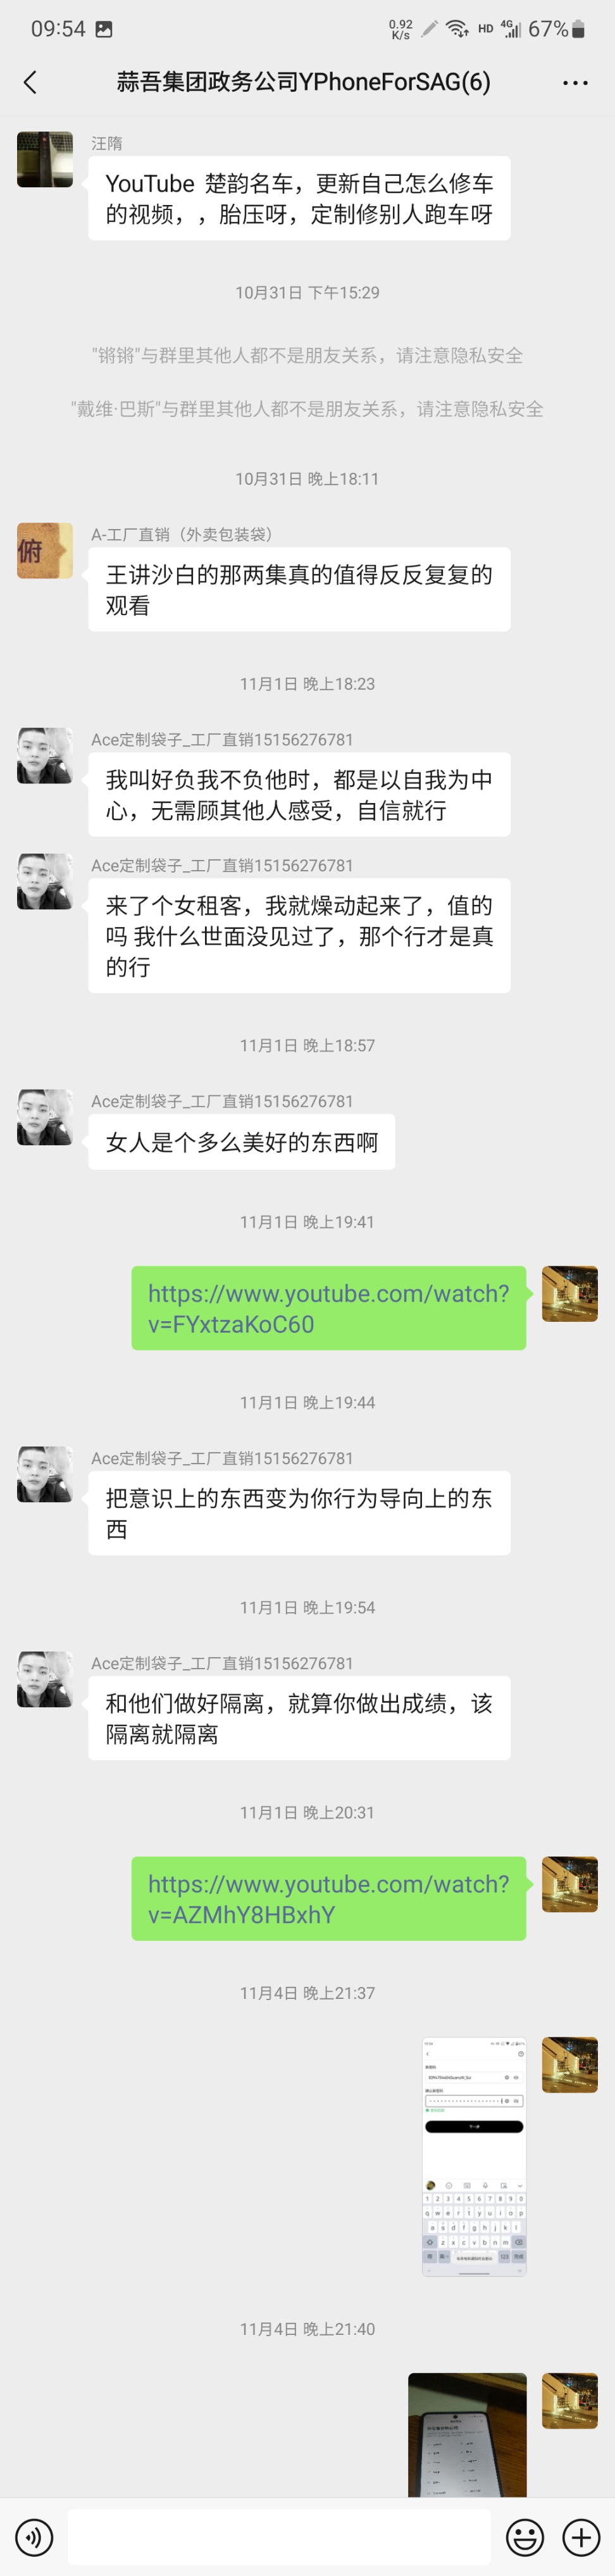 09:54
0.92
K/s
HD
4G
67%
蒜吾集团政务公司YPhoneForSAG(6)
汪隋
YouTube 楚韵名车，更新自己怎么修车
的视频，，胎压呀，定制修别人跑车呀
10月31日 下午15:29
"锵锵"与群里其他人都不是朋友关系，请注意隐私安全
"戴维·巴斯"与群里其他人都不是朋友关系，请注意隐私安全
10月31日 晚上18:11
俯
A-工厂直销（外卖包装袋）
王讲沙白的那两集真的值得反反复复的
观看
11月1日 晚上18:23
Ace定制袋子_工厂直销15156276781
我叫好负我不负他时，都是以自我为中
心，无需顾其他人感受，自信就行
Ace定制袋子_工厂直销15156276781
来了个女租客，我就燥动起来了，值的
吗 我什么世面没见过了，那个行才是真
的行
11月1日 晚上18:57
Ace定制袋子_工厂直销15156276781
女人是个多么美好的东西啊
11月1日 晚上19:41
https://www.youtube.com/watch?
v=FYxtzaKoC60
11月1日 晚上19:44
Ace定制袋子_工厂直销15156276781
把意识上的东西变为你行为导向上的东
西
11月1日 晚上19:54
Ace定制袋子_工厂直销15156276781
和他们做好隔离，就算你做出成绩，该
隔离就隔离
11月1日 晚上20:31
https://www.youtube.com/watch?
v=AZMhY8HBxhY
11月4日 晚上21:37
下一步
1 2 3 4 5 6 7 8 9 0
q w e r t y u i o p
a s d f g h j k l
z x c v b n m
11月4日 晚上21:40